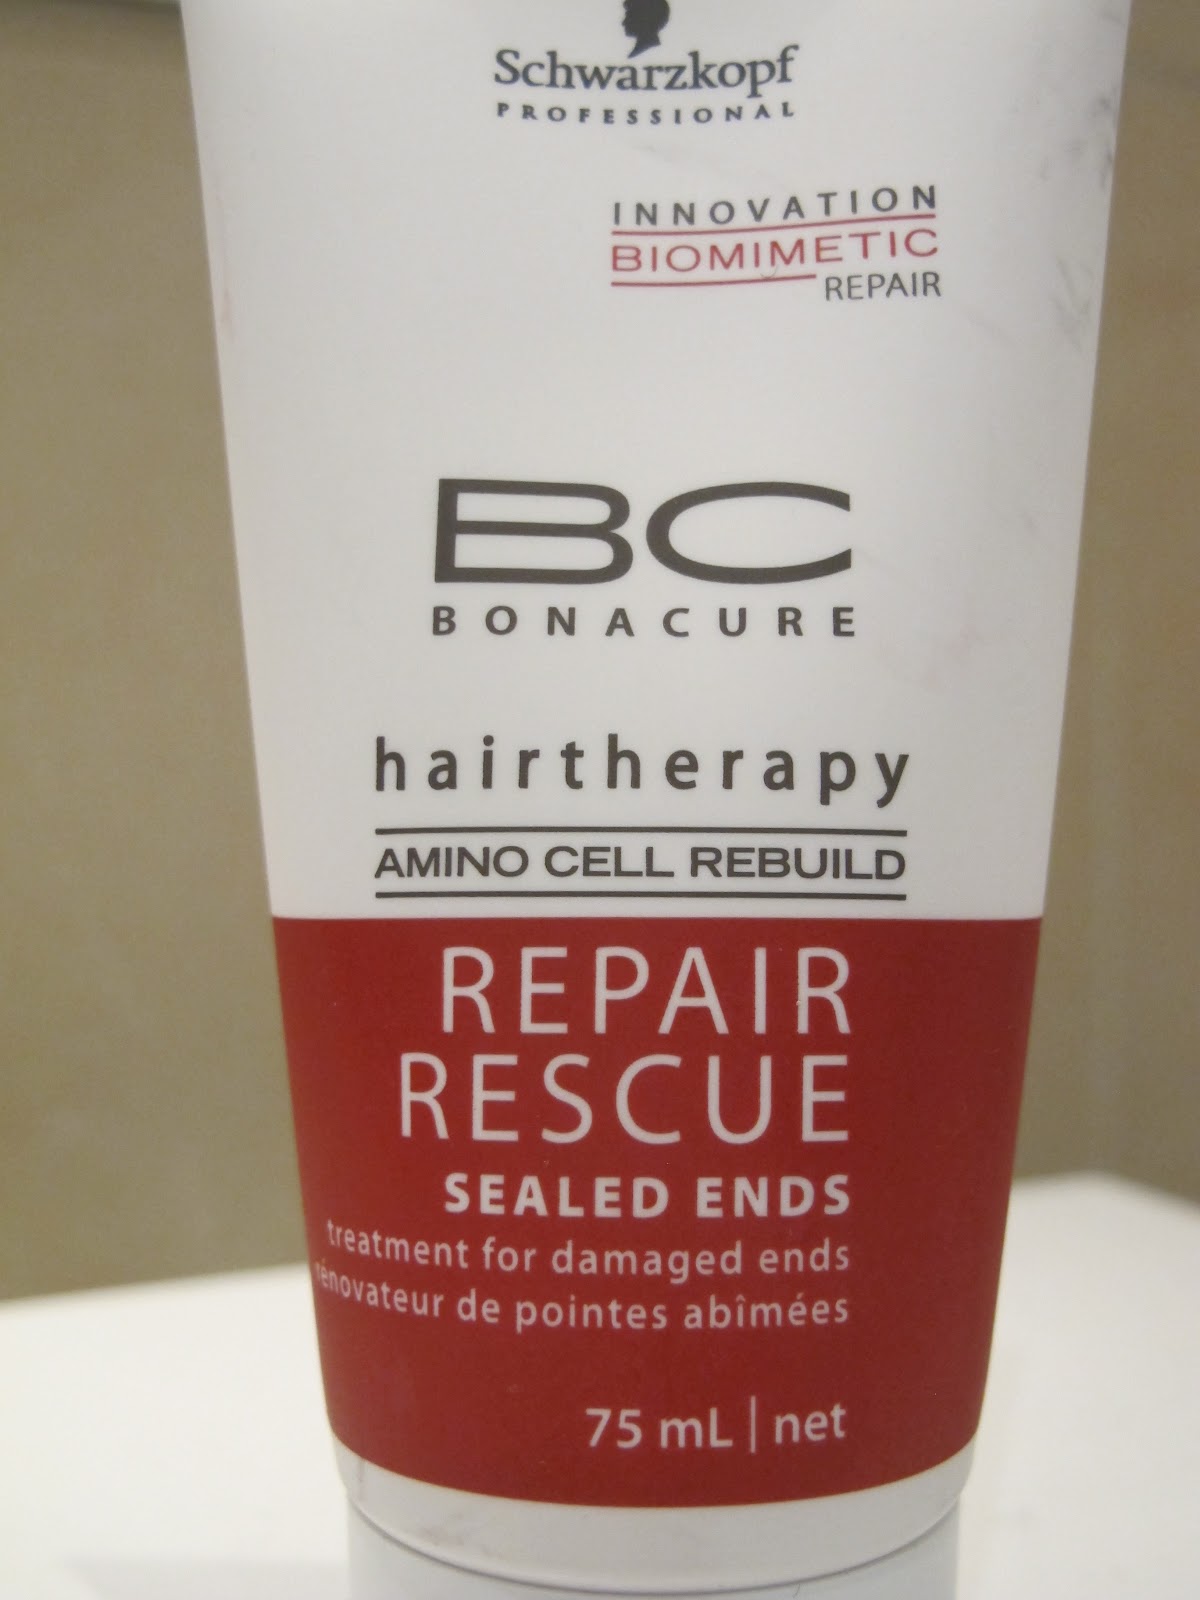 Schwarzkopf
PROFESSIONAL
INNOVATION
BIOMIMETIC
REPAIR
BC
BONACURE
hairtherapy
AMINO CELL REBUILD
REPAIR
RESCUE
SEALED ENDS
treatment for damaged ends
rénovateur de pointes abîmées
75 mL | net